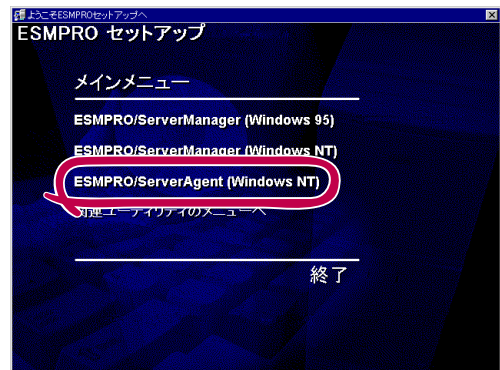 ようこそESMPROセットアップへ
ESMPRO セットアップ
メインメニュー
ESMPRO/ServerManager (Windows 95)
ESMPRO/ServerManager (Windows NT)
ESMPRO/ServerAgent (Windows NT)
関連ユーティリティのメニューへ
終了